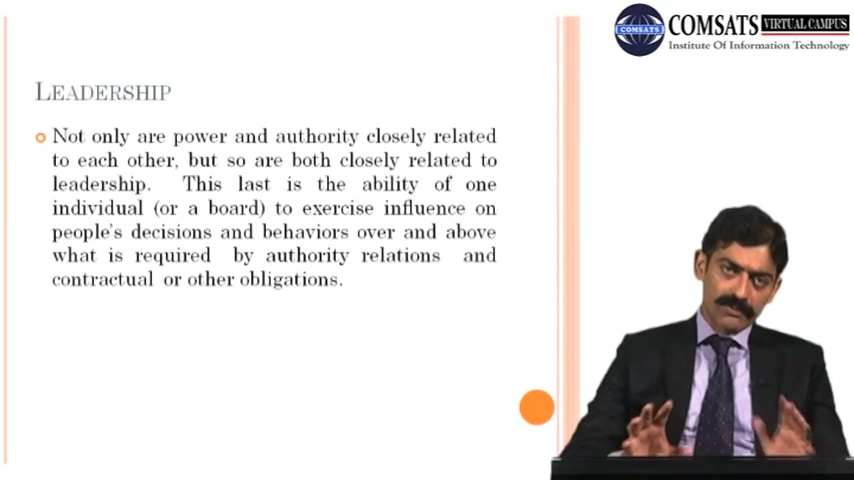 COMSATS
COMSATS VIRTUAL CAMPUS
Institute Of Information Technology
LEADERSHIP
Not only are power and authority closely related
to each other, but so are both closely related to
leadership. This last is the ability of one
individual (or a board) to exercise influence on
people's decisions and behaviors over and above
what is required by authority relations and
contractual or other obligations.